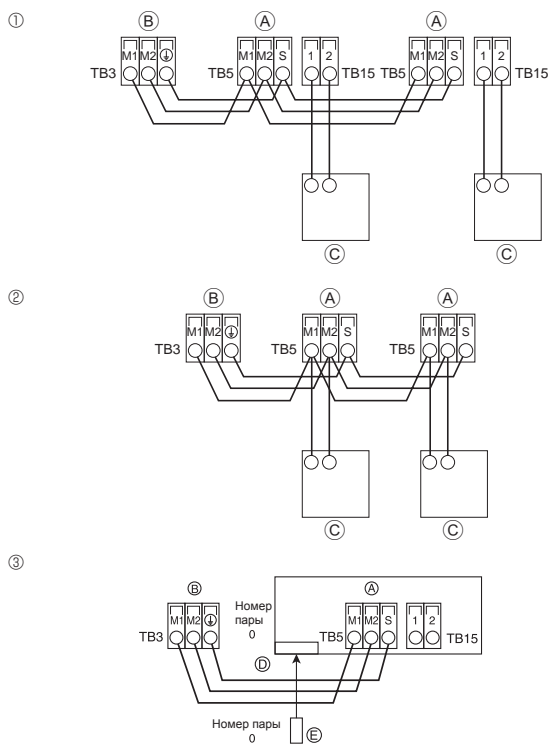 ①
Ⓑ Ⓐ Ⓐ
M1 M2 ⏚ M1 M2 S 1 2 M1 M2 S 1 2
TB3 TB5 TB15 TB5 TB15
Ⓒ Ⓒ
②
Ⓑ Ⓐ Ⓐ
M1 M2 ⏚ M1 M2 S M1 M2 S
TB3 TB5 TB5
Ⓒ Ⓒ
③
Ⓑ Ⓐ
Номер
пары
0
M1 M2 ⏚ M1 M2 S 1 2
TB3 TB5 TB15
Ⓓ
Номер пары
0
Ⓔ